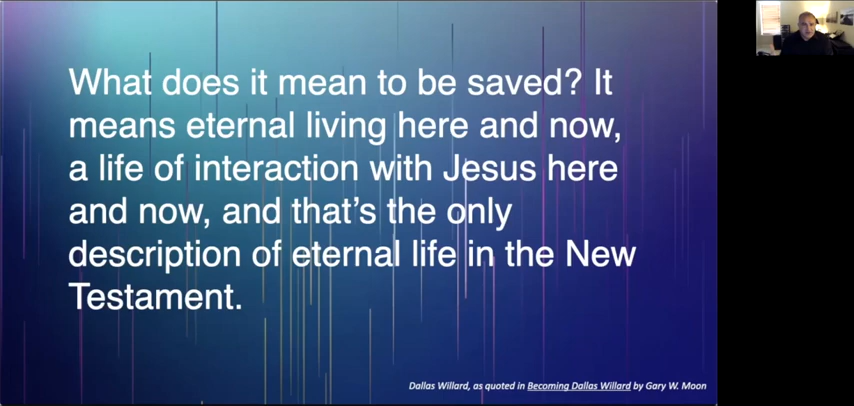 What does it mean to be saved? It
means eternal living here and now,
a life of interaction with Jesus here
and now, and that’s the only
description of eternal life in the New
Testament.
Dallas Willard, as quoted in Becoming Dallas Willard by Gary W. Moon